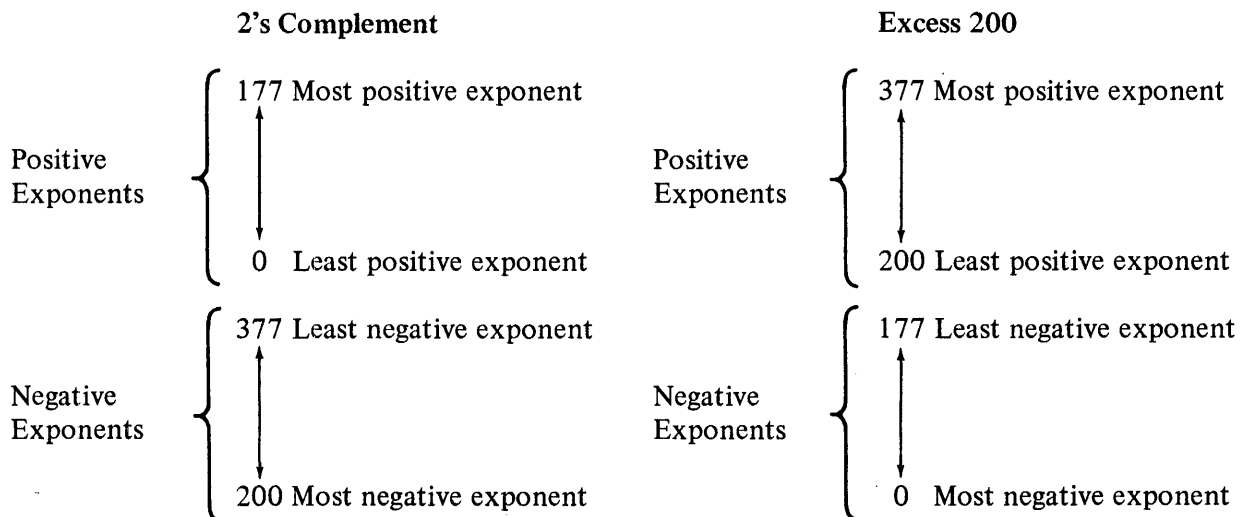 2's Complement
Positive
Exponents
177 Most positive exponent
0 Least positive exponent
Negative
Exponents
377 Least negative exponent
200 Most negative exponent
Excess 200
Positive
Exponents
377 Most positive exponent
200 Least positive exponent
Negative
Exponents
177 Least negative exponent
0 Most negative exponent